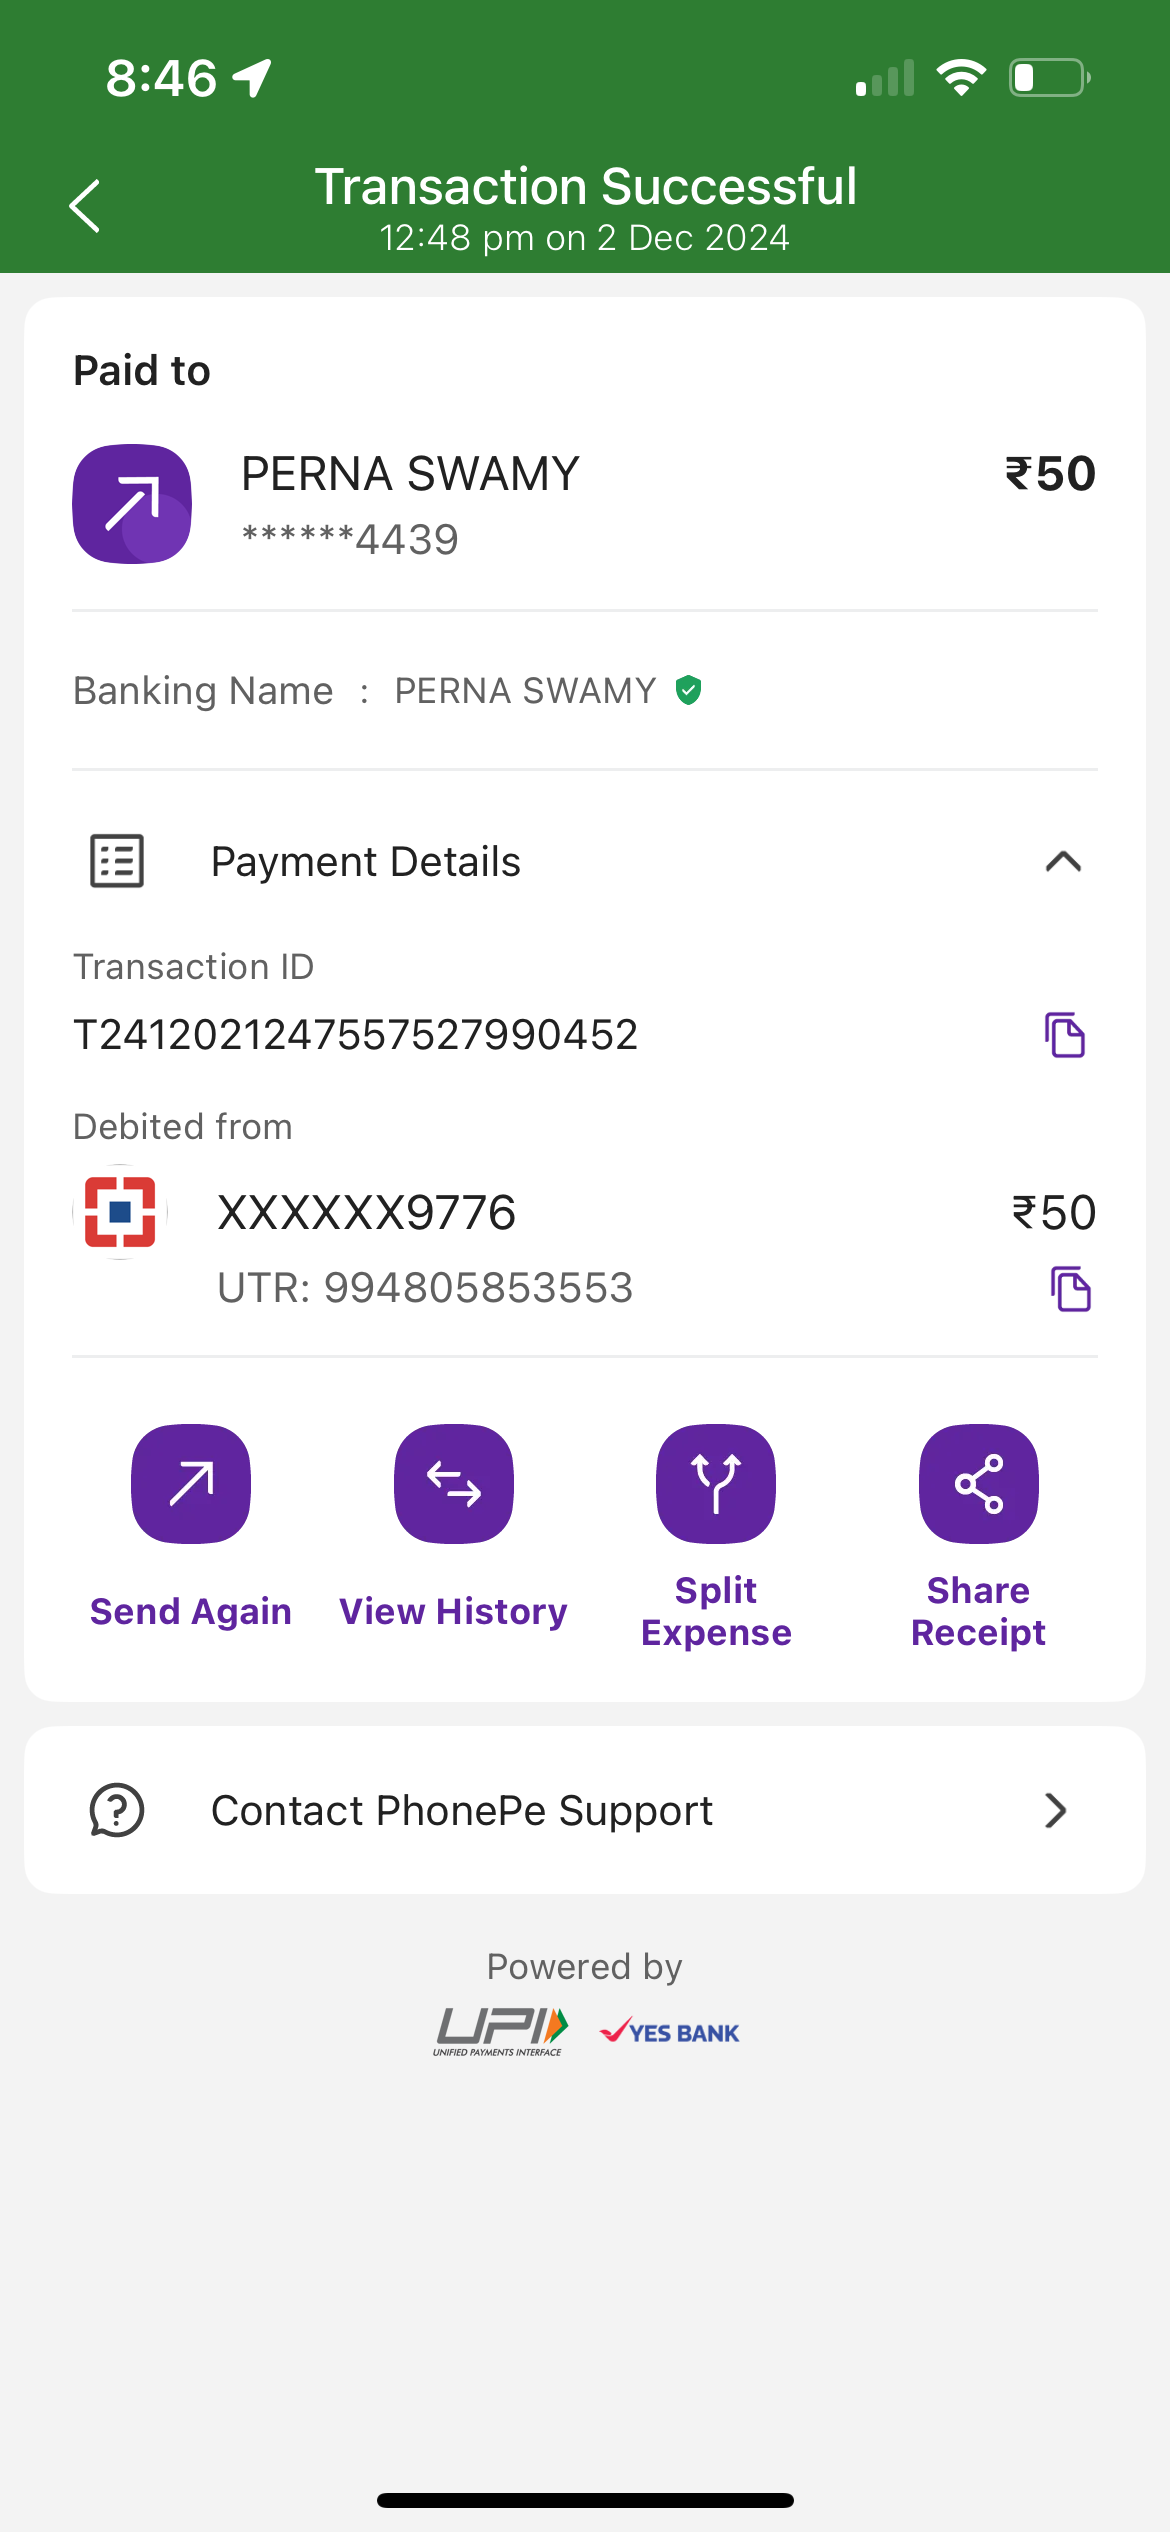 8:46
Transaction Successful
12:48 pm on 2 Dec 2024
Paid to
PERNA SWAMY
₹50
******4439
Banking Name : PERNA SWAMY
Payment Details
Transaction ID
T2412021247557527990452
Debited from
XXXXXX9776
₹50
UTR: 994805853553
Send Again
View History
Split
Expense
Share
Receipt
Contact PhonePe Support
Powered by
UPI
UNIFIED PAYMENTS INTERFACE
YES BANK